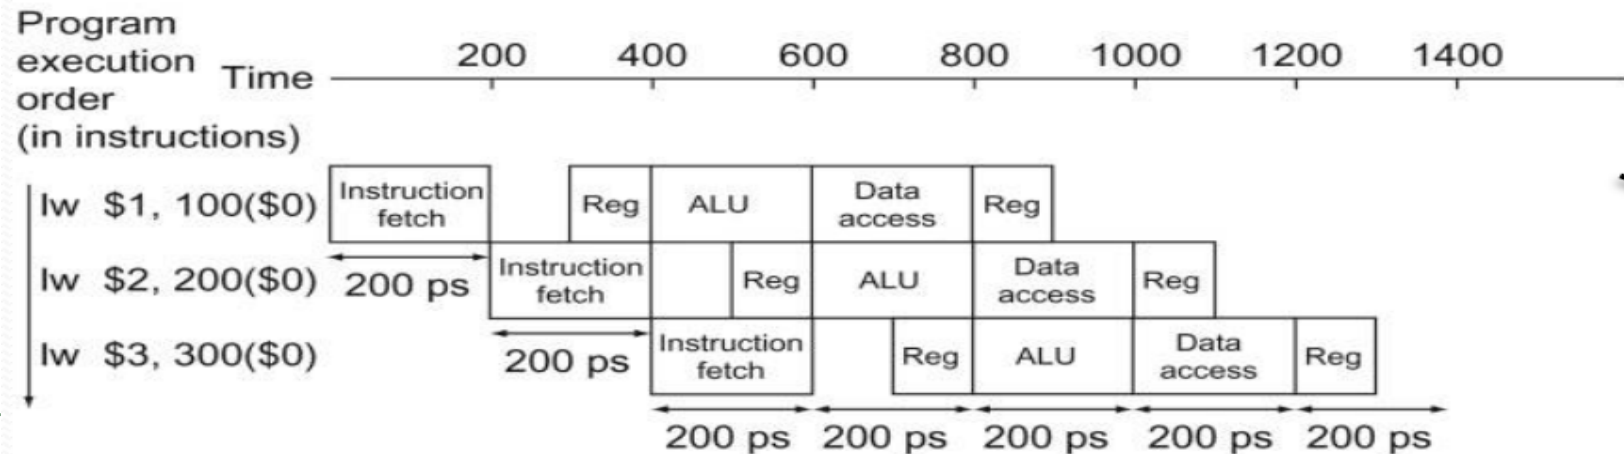 Program
execution
order
(in instructions)
Time
200 400 600 800 1000 1200 1400
lw $1, 100($0)
Instruction
fetch
Reg
ALU
Data
access
Reg
200 ps
lw $2, 200($0)
Instruction
fetch
Reg
ALU
Data
access
Reg
200 ps
lw $3, 300($0)
Instruction
fetch
Reg
ALU
Data
access
Reg
200 ps 200 ps 200 ps 200 ps 200 ps